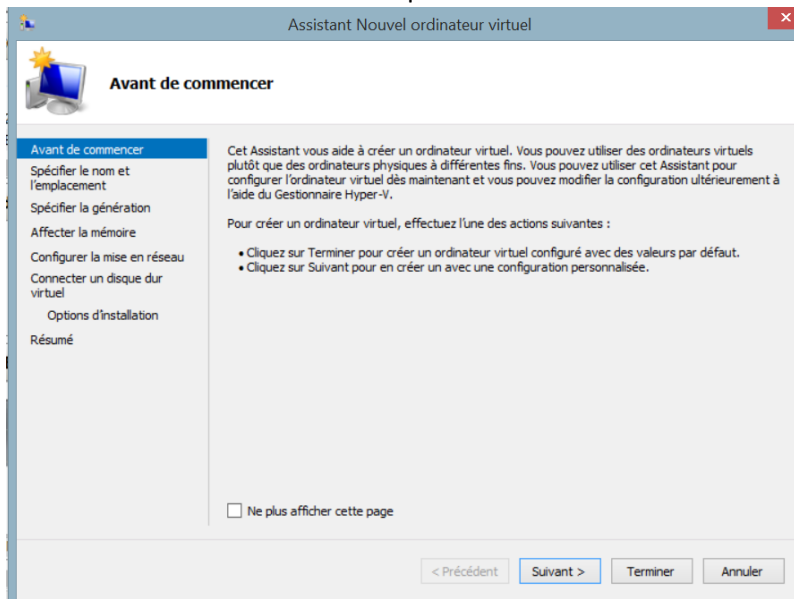 Assistant Nouvel ordinateur virtuel
Avant de commencer
Avant de commencer
Spécifier le nom et
l'emplacement
Spécifier la génération
Affecter la mémoire
Configurer la mise en réseau
Connecter un disque dur
virtuel
Options d'installation
Résumé
Cet Assistant vous aide à créer un ordinateur virtuel. Vous pouvez utiliser des ordinateurs virtuels
plutôt que des ordinateurs physiques à différentes fins. Vous pouvez utiliser cet Assistant pour
configurer l'ordinateur virtuel dès maintenant et vous pouvez modifier la configuration ultérieurement à
l'aide du Gestionnaire Hyper-V.
Pour créer un ordinateur virtuel, effectuez l'une des actions suivantes :
• Cliquez sur Terminer pour créer un ordinateur virtuel configuré avec des valeurs par défaut.
• Cliquez sur Suivant pour en créer un avec une configuration personnalisée.
Ne plus afficher cette page
< Précédent
Suivant >
Terminer
Annuler